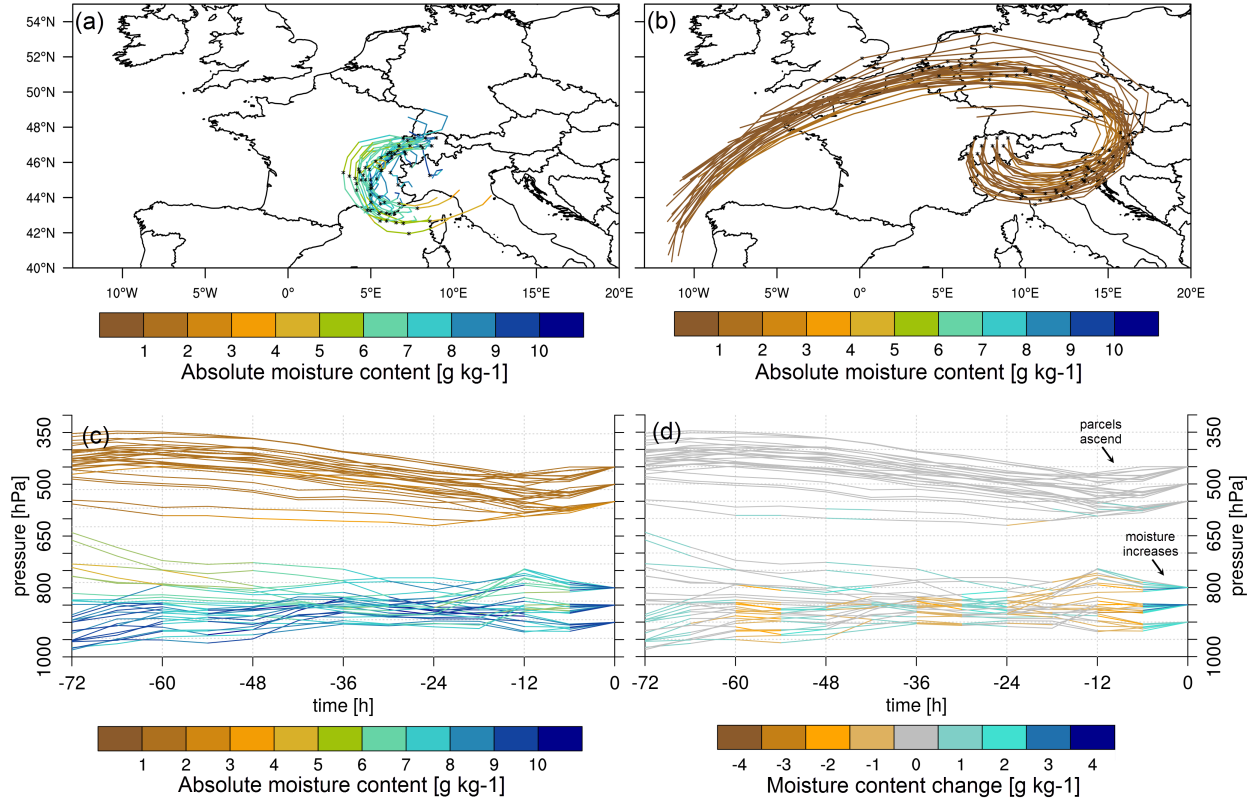 (a)
54°N
52°N
50°N
48°N
46°N
44°N
42°N
40°N
10°W 5°W 0° 5°E 10°E 15°E 20°E
1 2 3 4 5 6 7 8 9 10
Absolute moisture content [g kg-1]
(b)
10°W 5°W 0° 5°E 10°E 15°E 20°E
1 2 3 4 5 6 7 8 9 10
Absolute moisture content [g kg-1]
(c)
pressure [hPa]
350
500
650
800
1000
-72 -60 -48 -36 -24 -12 0
time [h]
1 2 3 4 5 6 7 8 9 10
Absolute moisture content [g kg-1]
(d)
parcels
ascend
moisture
increases
350
500
650
800
1000
pressure [hPa]
-72 -60 -48 -36 -24 -12 0
time [h]
-4 -3 -2 -1 0 1 2 3 4
Moisture content change [g kg-1]